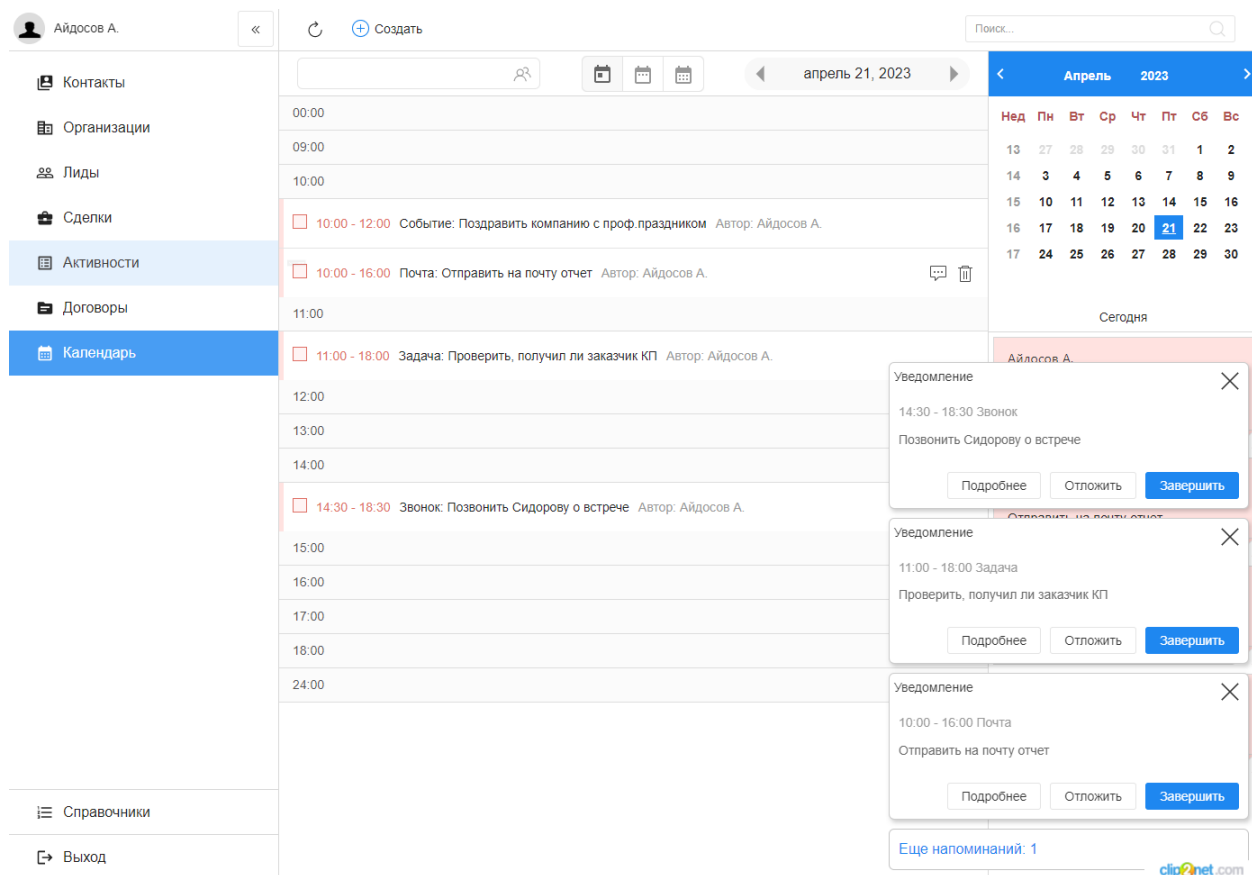 Айдосов А.
«
Создать
Поиск...
Контакты
Организации
Лиды
Сделки
Активности
Договоры
Календарь
Справочники
Выход
апрель 21, 2023
00:00
09:00
10:00
10:00 - 12:00 Событие: Поздравить компанию с проф.праздником Автор: Айдосов А.
10:00 - 16:00 Почта: Отправить на почту отчет Автор: Айдосов А.
11:00
11:00 - 18:00 Задача: Проверить, получил ли заказчик КП Автор: Айдосов А.
12:00
13:00
14:00
14:30 - 18:30 Звонок: Позвонить Сидорову о встрече Автор: Айдосов А.
15:00
16:00
17:00
18:00
24:00
Апрель 2023
Нед Пн Вт Ср Чт Пт Сб Вс
13 27 28 29 30 31 1 2
14 3 4 5 6 7 8 9
15 10 11 12 13 14 15 16
16 17 18 19 20 21 22 23
17 24 25 26 27 28 29 30
Сегодня
Айдосов А.
Уведомление
14:30 - 18:30 Звонок
Позвонить Сидорову о встрече
Подробнее Отложить Завершить
Отправить на почту отчет
Уведомление
11:00 - 18:00 Задача
Проверить, получил ли заказчик КП
Подробнее Отложить Завершить
Уведомление
10:00 - 16:00 Почта
Отправить на почту отчет
Подробнее Отложить Завершить
Еще напоминаний: 1
clip2net.com